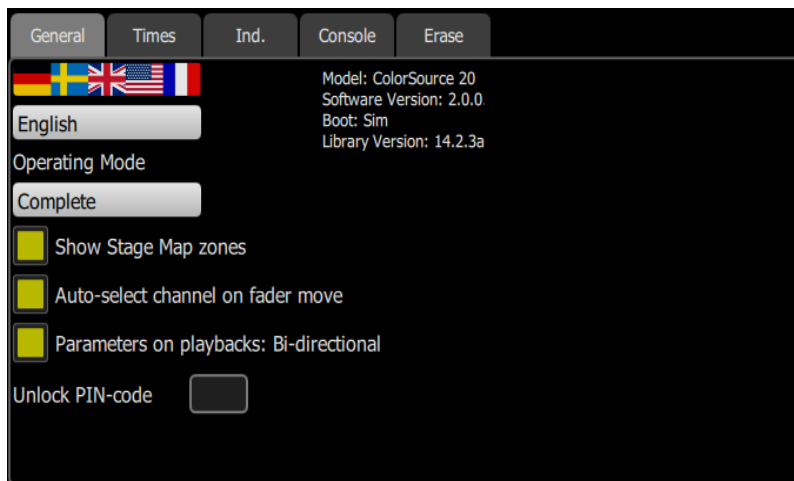 General Times Ind. Console Erase
Model: ColorSource 20
Software Version: 2.0.0.
Boot: Sim
Library Version: 14.2.3a
English
Operating Mode
Complete
Show Stage Map zones
Auto-select channel on fader move
Parameters on playbacks: Bi-directional
Unlock PIN-code